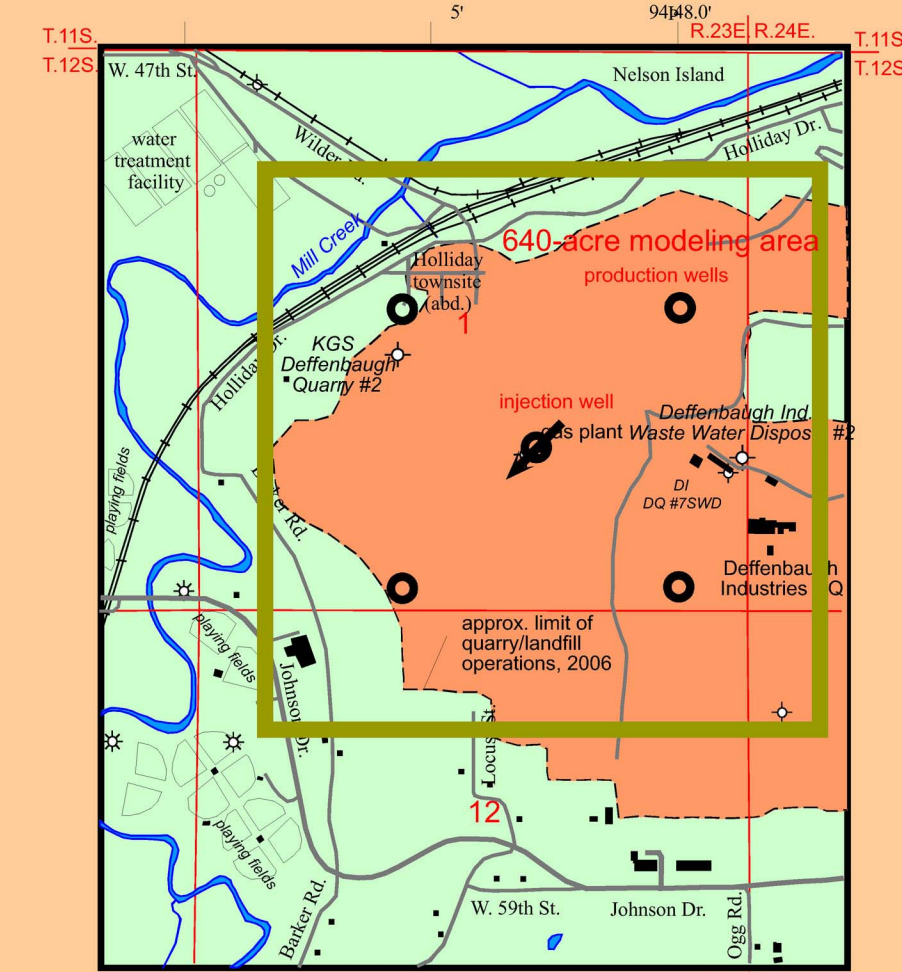 5'
94°48.0'
T.11S.
R.23E. R.24E.
T.11S
T.12S.
T.12S
W. 47th St.
Nelson Island
water
treatment
facility
Wilder Rd.
Holliday Dr.
Mill Creek
640-acre modeling area
Holliday
townsite
(abd.)
production wells
1
KGS
Deffenbaugh
Quarry #2
Holliday Dr.
injection well
gas plant
Deffenbaugh Ind.
Waste Water Disposal #2
playing fields
DI
DQ #7SWD
Barker Rd.
Deffenbaugh
Industries HQ
approx. limit of
quarry/landfill
operations, 2006
playing fields
Johnson Dr.
Locust St.
12
playing fields
Barker Rd.
W. 59th St.
Johnson Dr.
Ogg Rd.